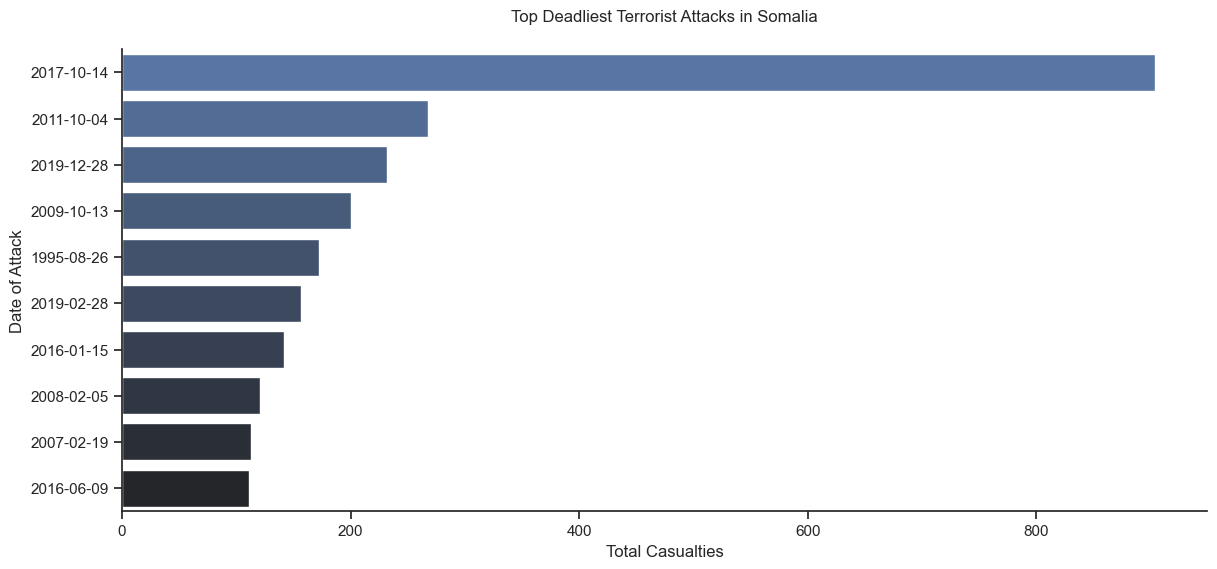 Top Deadliest Terrorist Attacks in Somalia
Date of Attack
2017-10-14
2011-10-04
2019-12-28
2009-10-13
1995-08-26
2019-02-28
2016-01-15
2008-02-05
2007-02-19
2016-06-09
0 200 400 600 800
Total Casualties